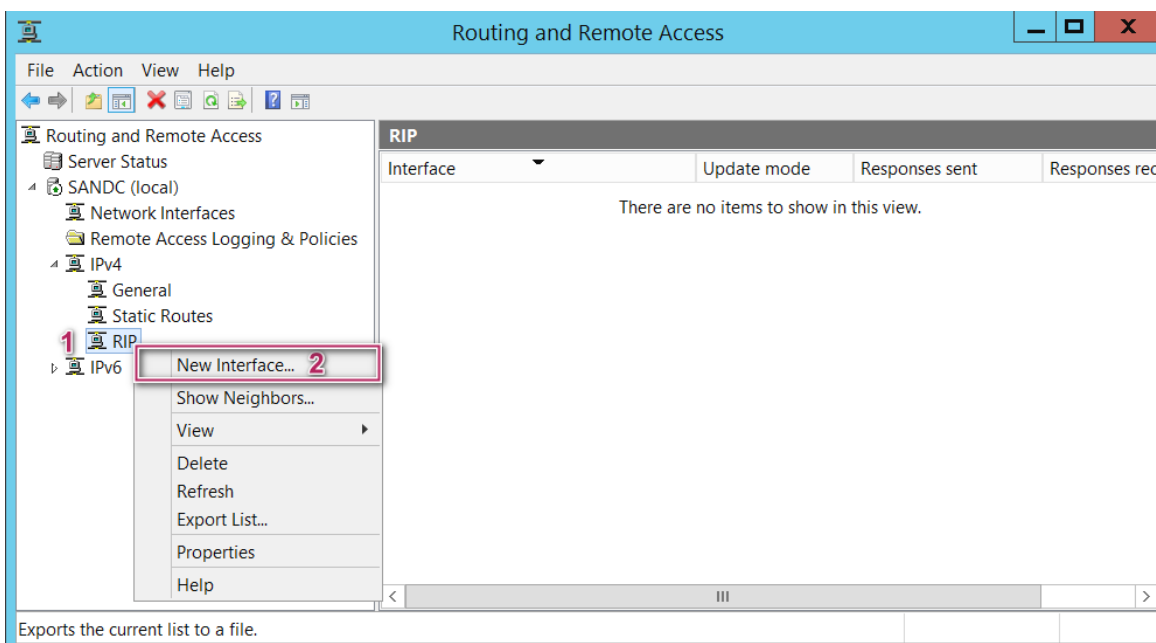 Routing and Remote Access
File Action View Help
Routing and Remote Access
Server Status
SANDC (local)
Network Interfaces
Remote Access Logging & Policies
IPv4
General
Static Routes
1 RIP
IPv6
New Interface... 2
Show Neighbors...
View
Delete
Refresh
Export List...
Properties
Help
RIP
Interface Update mode Responses sent Responses rec
There are no items to show in this view.
Exports the current list to a file.